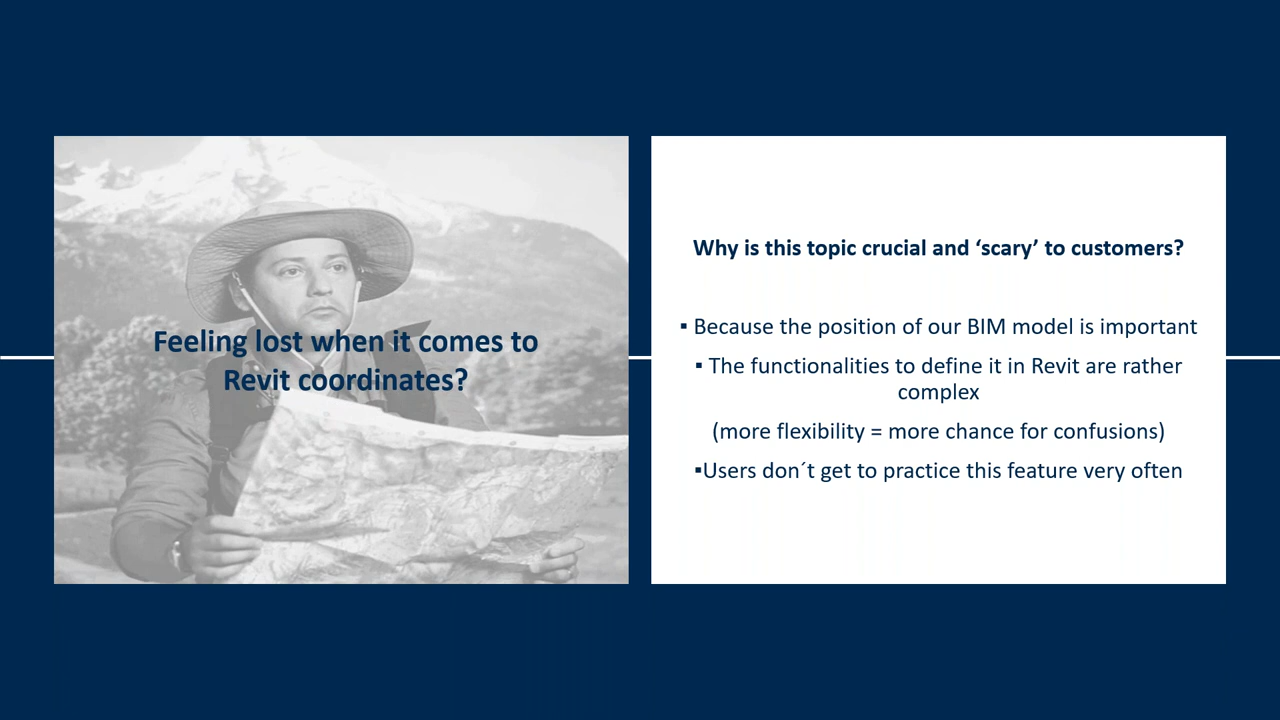 Feeling lost when it comes to
Revit coordinates?
Why is this topic crucial and ‘scary’ to customers?
▪ Because the position of our BIM model is important
▪ The functionalities to define it in Revit are rather
complex
(more flexibility = more chance for confusions)
▪Users don´t get to practice this feature very often